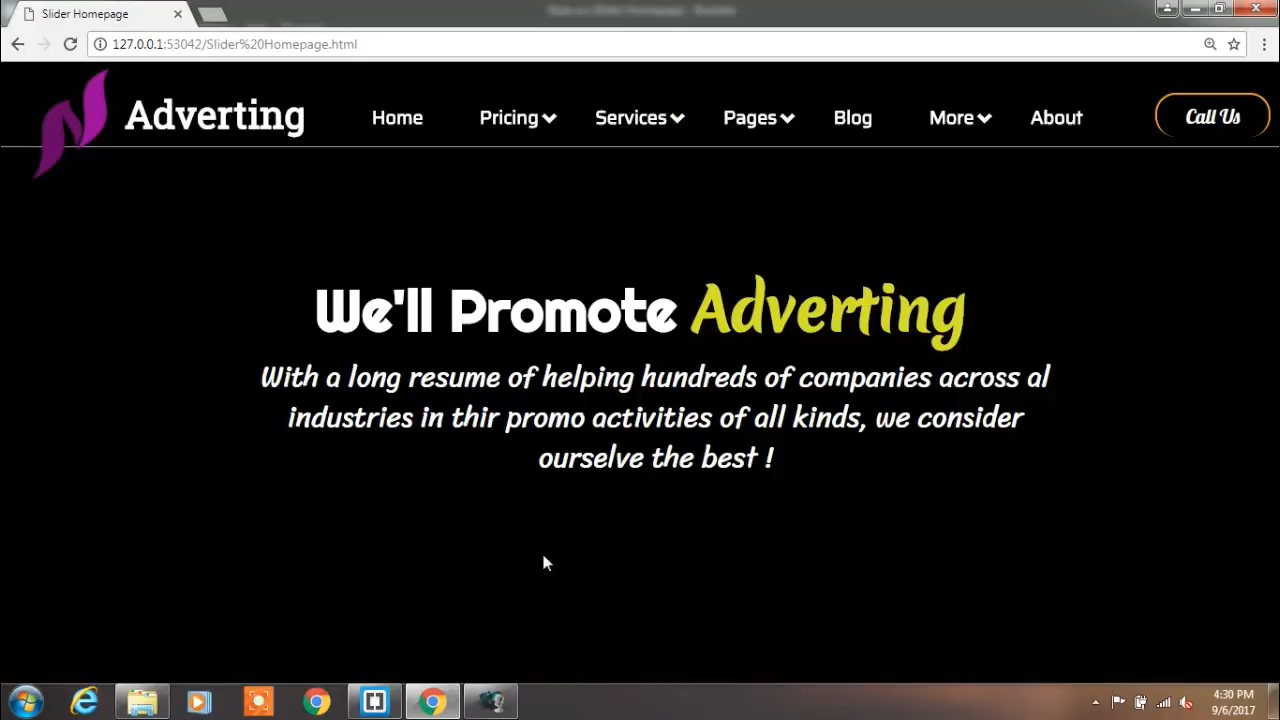 Slider Homepage
127.0.0.1:53042/Slider%20Homepage.html
Adverting Home Pricing Services Pages Blog More About Call Us
We'll Promote Adverting
With a long resume of helping hundreds of companies across al
industries in thir promo activities of all kinds, we consider
ourselve the best !
4:30 PM
9/6/2017